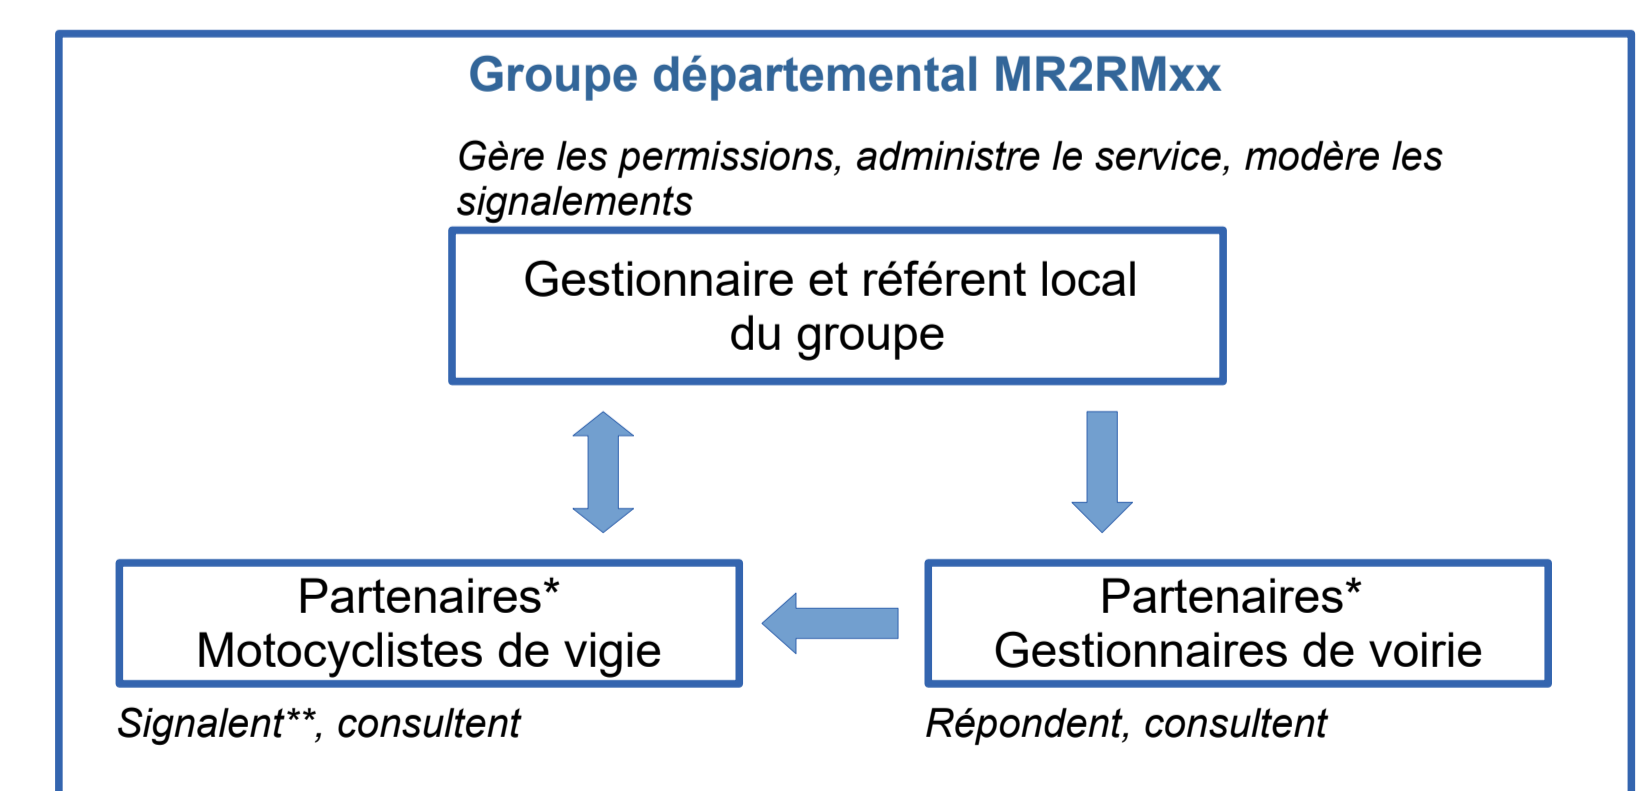 Groupe départemental MR2RMxx
Gère les permissions, administre le service, modère les
signalements
Gestionnaire et référent local
du groupe
Partenaires*
Motocyclistes de vigie
Signalent**, consultent
Partenaires*
Gestionnaires de voirie
Répondent, consultent